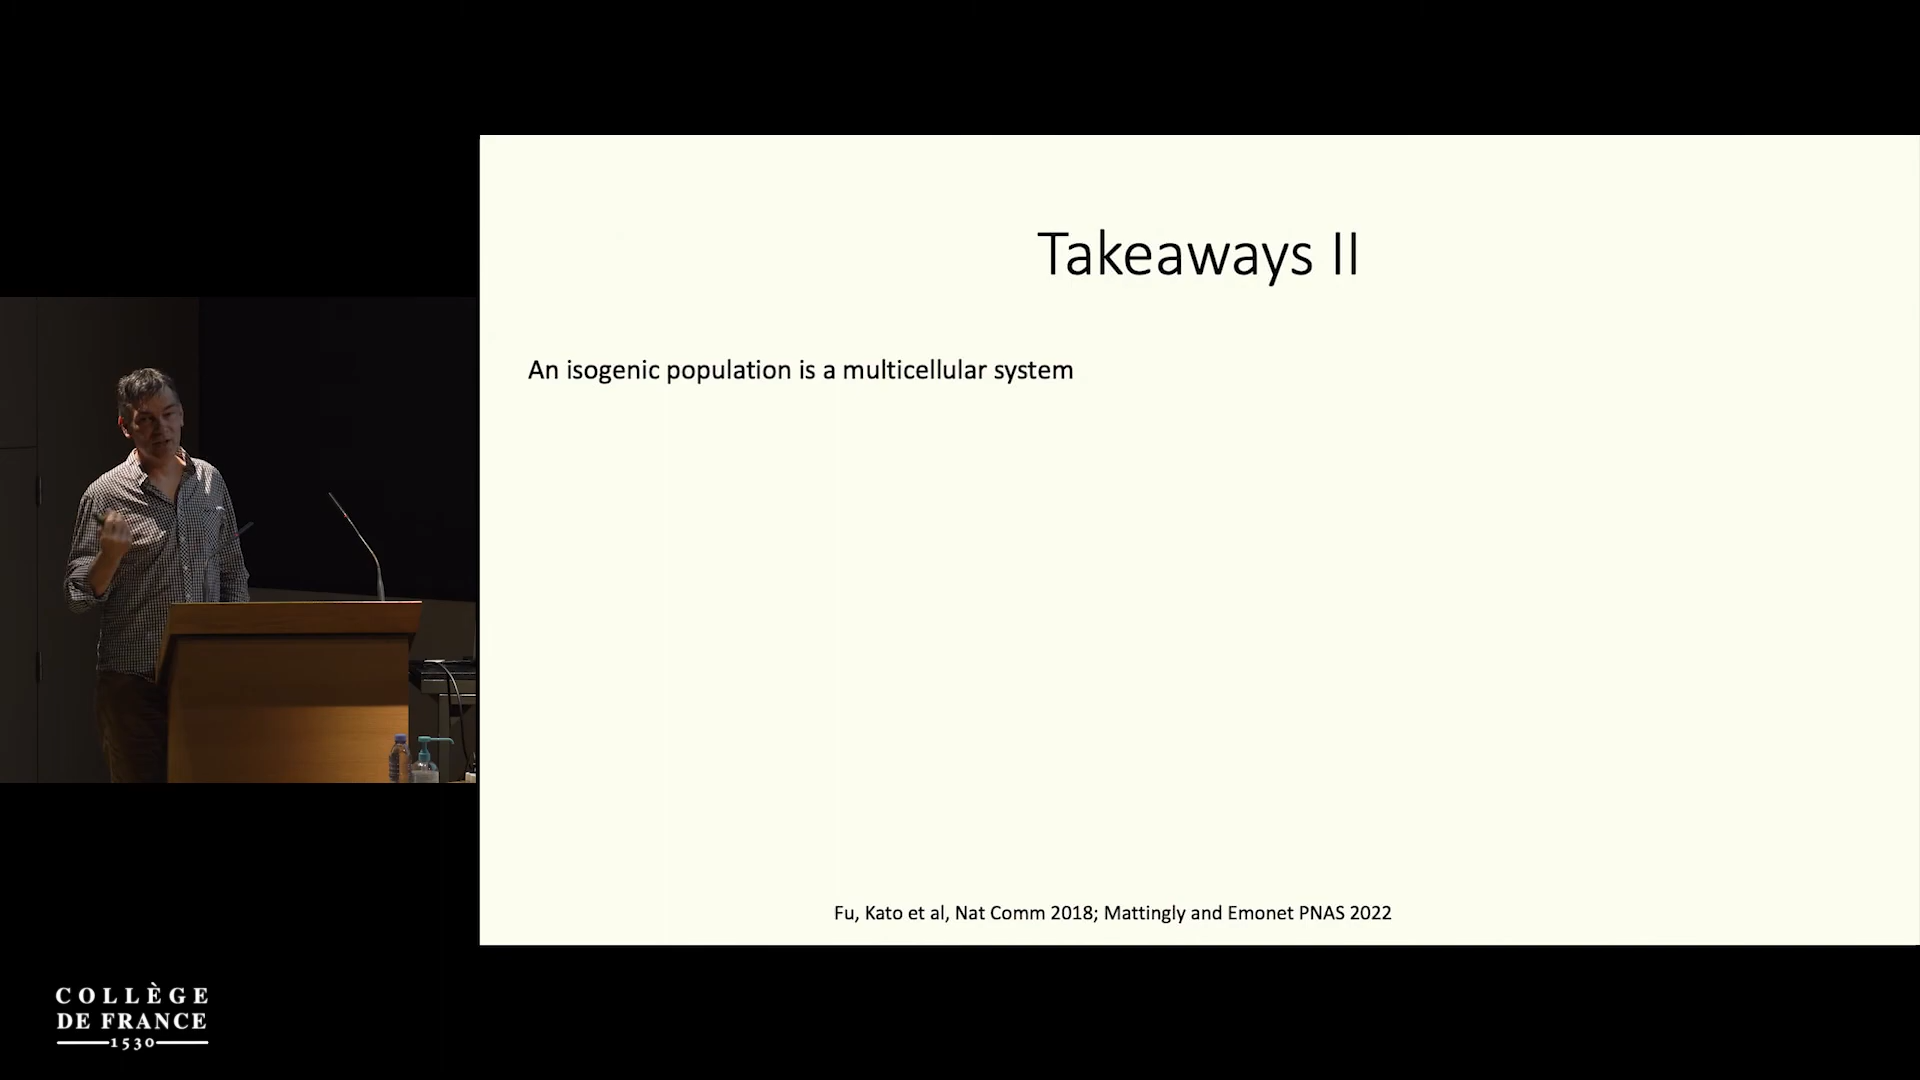 Takeaways II
An isogenic population is a multicellular system
Fu, Kato et al, Nat Comm 2018; Mattingly and Emonet PNAS 2022
COLLÈGE
DE FRANCE
1530